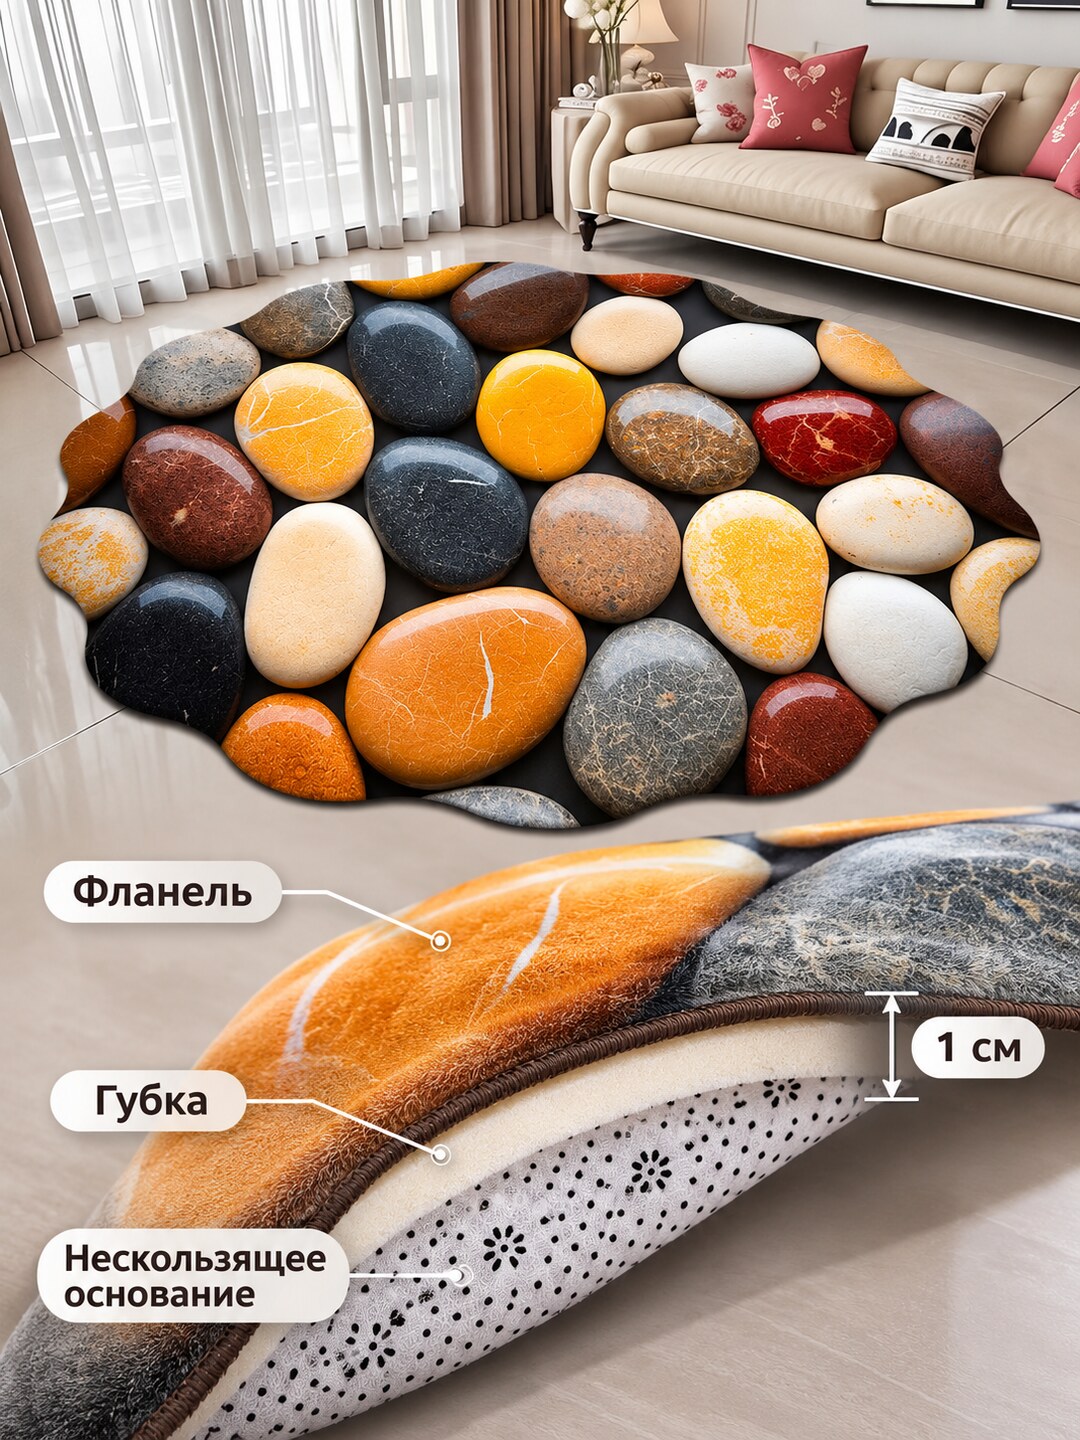 Фланель
1 см
Губка
Нескользящее
основание